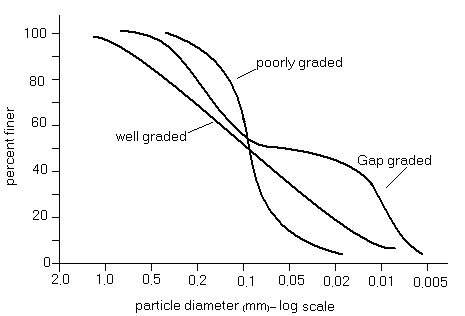 100
poorly graded
80
60
well graded
40
Gap graded
20
0
percent finer
2.0 1.0 0.5 0.2 0.1 0.05 0.02 0.01 0.005
particle diameter (mm)– log scale